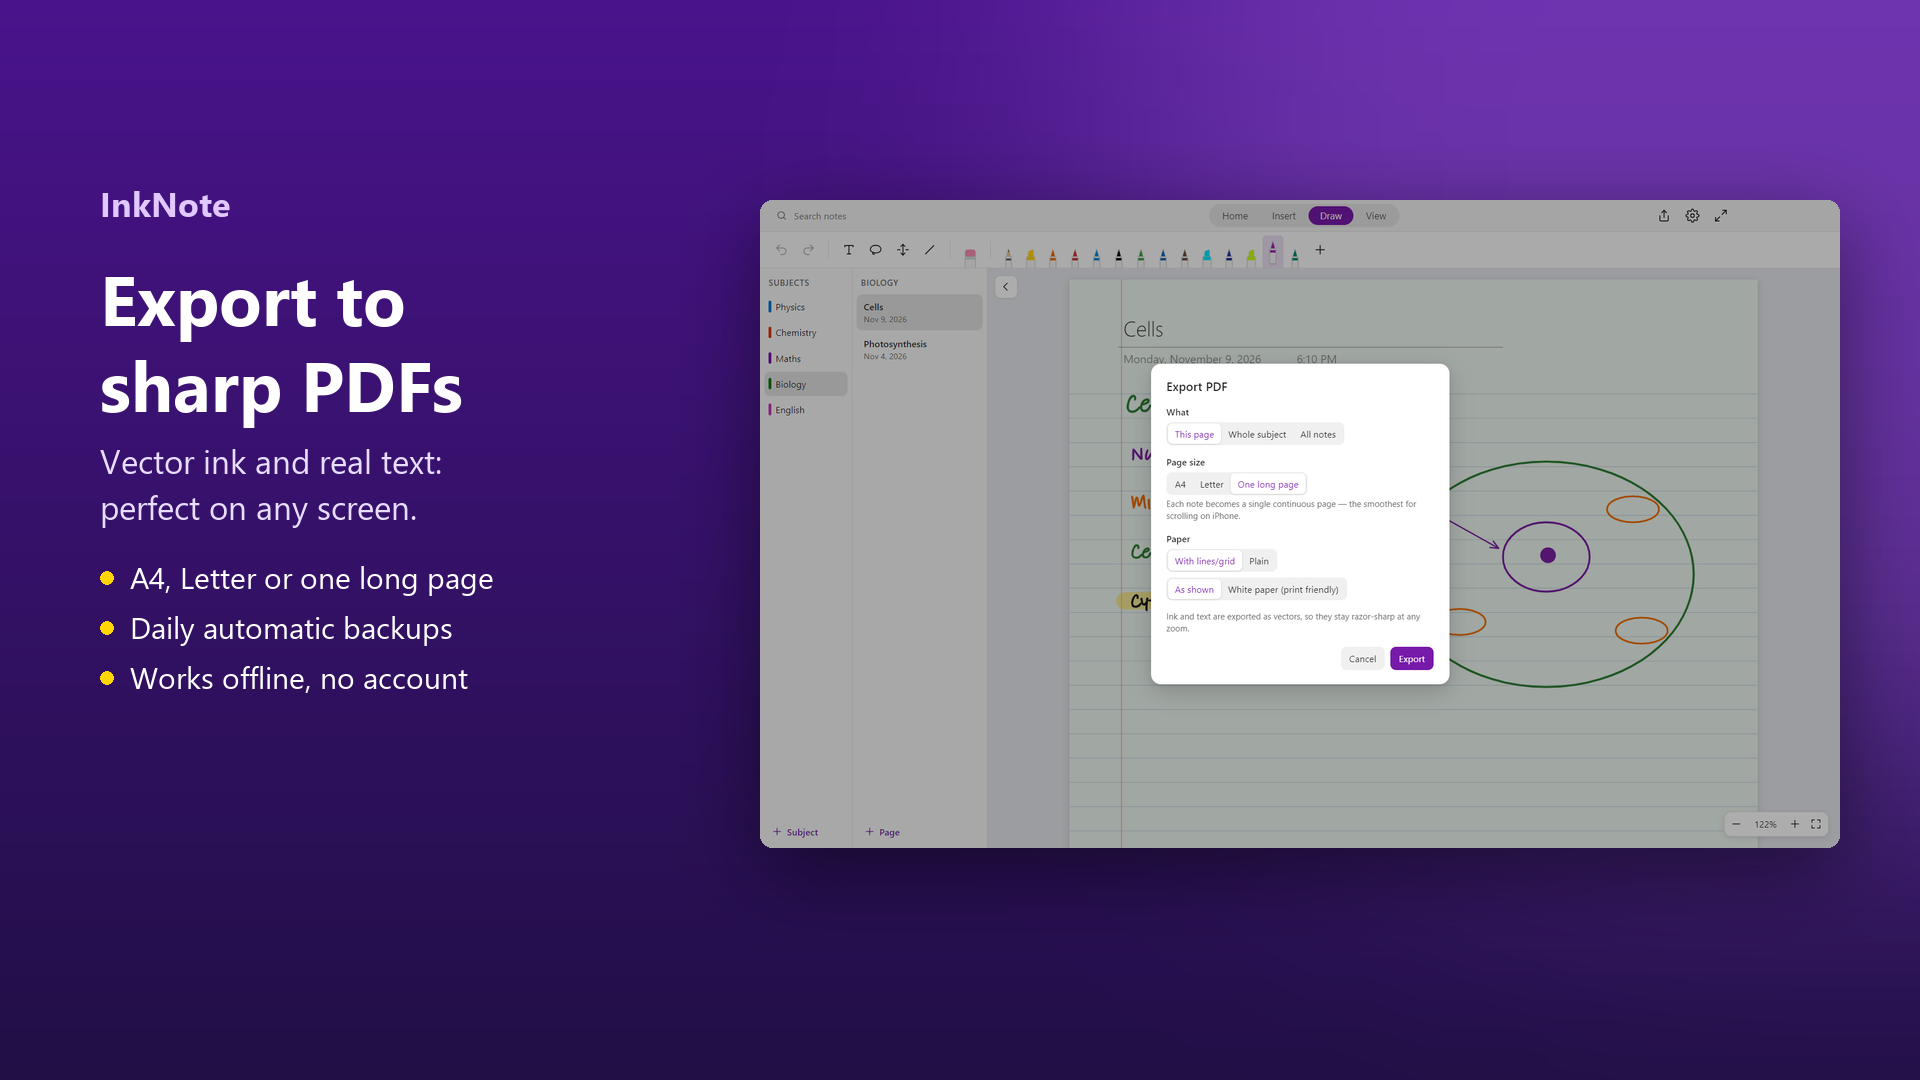 InkNote
Export to
sharp PDFs
Vector ink and real text:
perfect on any screen.
A4, Letter or one long page
Daily automatic backups
Works offline, no account
Search notes
Home Insert Draw View
SUBJECTS
Physics
Chemistry
Maths
Biology
English
+ Subject
BIOLOGY
Cells
Nov 9, 2026
Photosynthesis
Nov 4, 2026
+ Page
Cells
Monday, November 9, 2026 6:10 PM
Export PDF
What
This page Whole subject All notes
Page size
A4 Letter One long page
Each note becomes a single continuous page — the smoothest for
scrolling on iPhone.
Paper
With lines/grid Plain
As shown White paper (print friendly)
Ink and text are exported as vectors, so they stay razor-sharp at any
zoom.
Cancel Export
122%